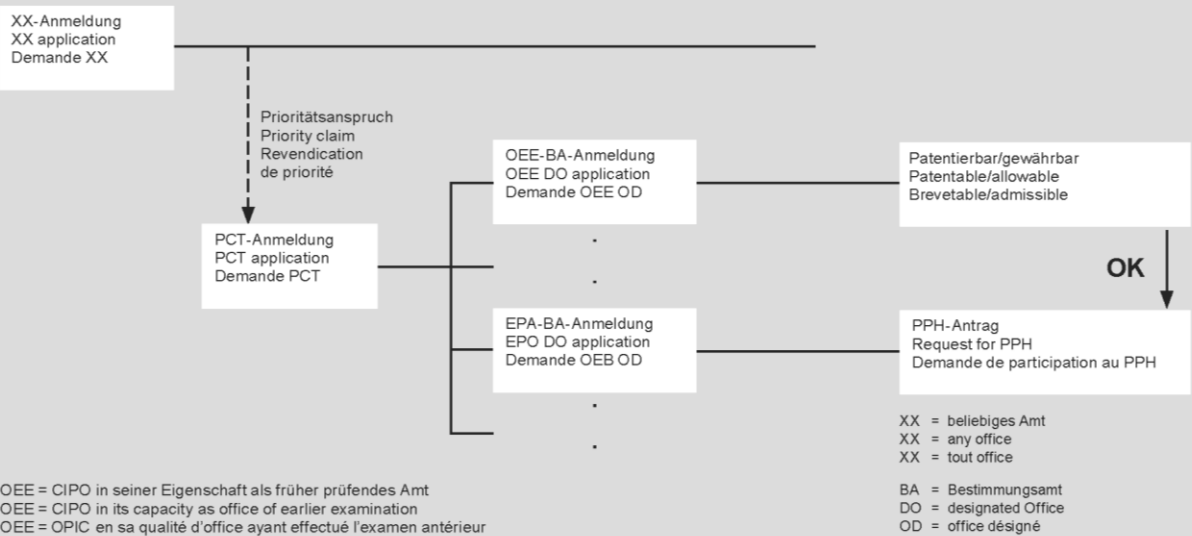 XX-Anmeldung
XX application
Demande XX
Prioritätsanspruch
Priority claim
Revendication
de priorité
PCT-Anmeldung
PCT application
Demande PCT
OEE-BA-Anmeldung
OEE DO application
Demande OEE OD
Patentierbar/gewährbar
Patentable/allowable
Brevetable/admissible
OK
EPA-BA-Anmeldung
EPO DO application
Demande OEB OD
PPH-Antrag
Request for PPH
Demande de participation au PPH
XX = beliebiges Amt
XX = any office
XX = tout office
OEE = CIPO in seiner Eigenschaft als früher prüfendes Amt
OEE = CIPO in its capacity as office of earlier examination
OEE = OPIC en sa qualité d'office ayant effectué l'examen antérieur
BA = Bestimmungsamt
DO = designated Office
OD = office désigné